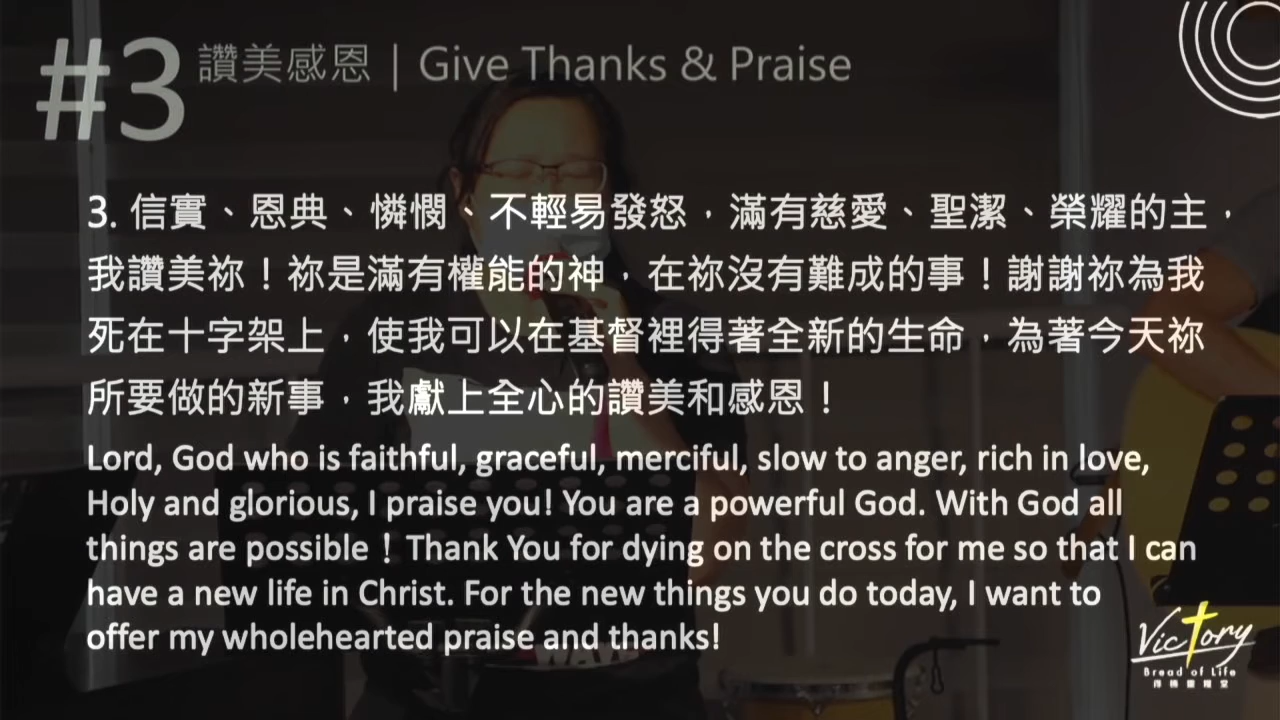 #3 讚美感恩 | Give Thanks & Praise
3. 信實、恩典、憐憫、不輕易發怒，滿有慈愛、聖潔、榮耀的主，
我讚美祢！祢是滿有權能的神，在祢沒有難成的事！謝謝祢為我
死在十字架上，使我可以在基督裡得著全新的生命，為著今天祢
所要做的新事，我獻上全心的讚美和感恩！
Lord, God who is faithful, graceful, merciful, slow to anger, rich in love,
Holy and glorious, I praise you! You are a powerful God. With God all
things are possible！Thank You for dying on the cross for me so that I can
have a new life in Christ. For the new things you do today, I want to
offer my wholehearted praise and thanks!
Victory
Bread of Life
得勝靈糧堂